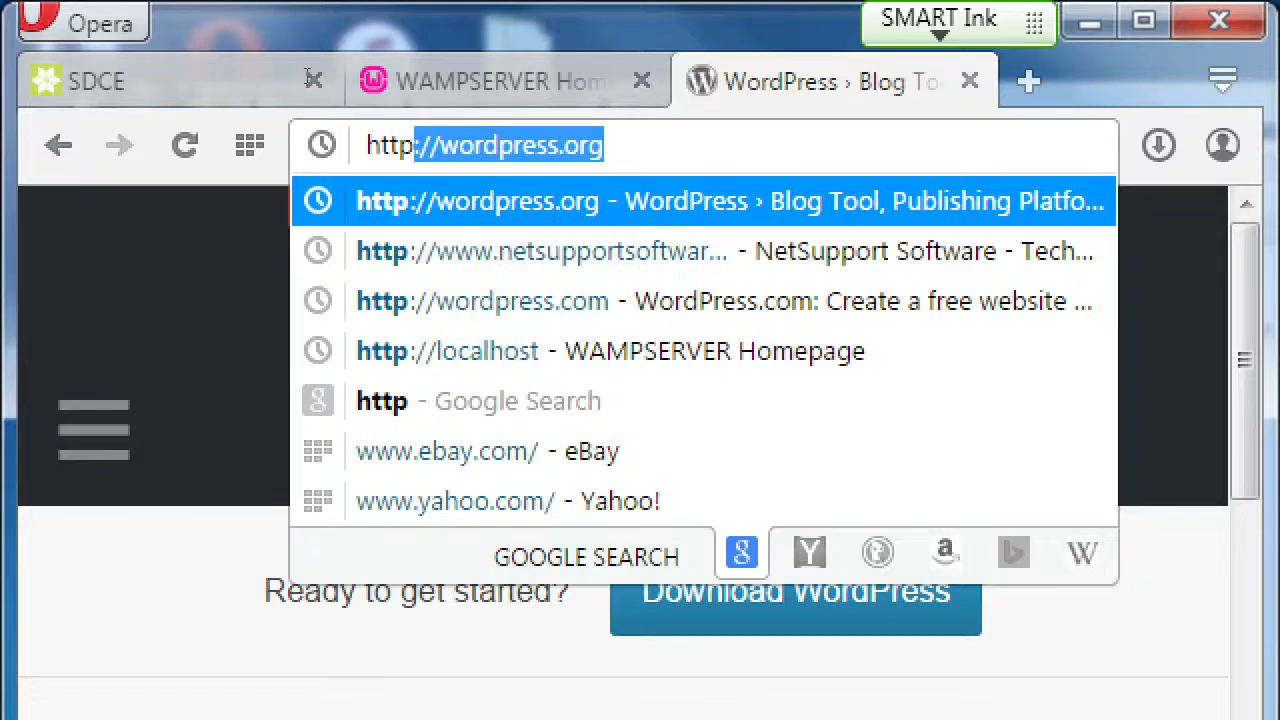 Opera
SMART Ink
SDCE
WAMPSERVER Hom
WordPress › Blog To
http://wordpress.org
http://wordpress.org - WordPress › Blog Tool, Publishing Platfo...
http://www.netsupportsoftwar... - NetSupport Software - Tech...
http://wordpress.com - WordPress.com: Create a free website ...
http://localhost - WAMPSERVER Homepage
http - Google Search
www.ebay.com/ - eBay
www.yahoo.com/ - Yahoo!
GOOGLE SEARCH
Ready to get started? Download WordPress